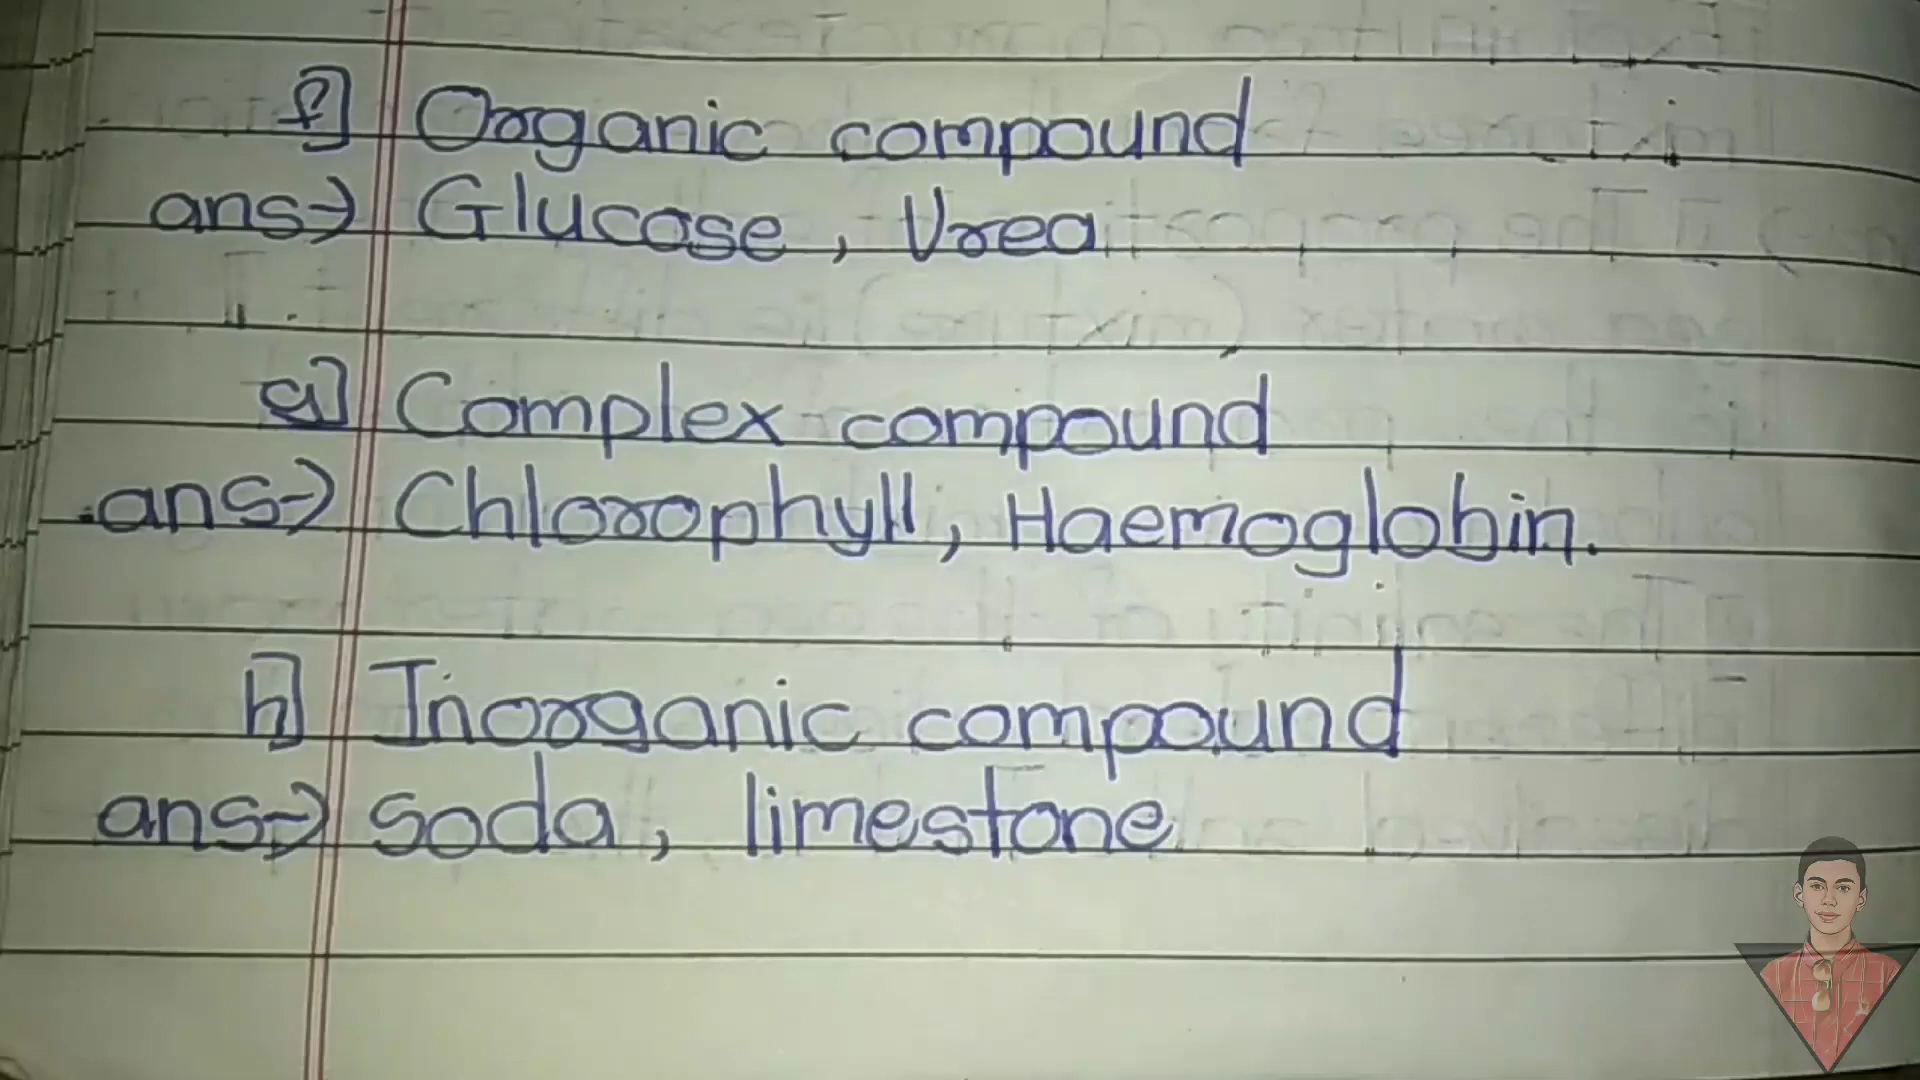 f] Organic compound
ans→ Glucose, Urea
g] Complex compound
ans→ Chlorophyll, Haemoglobin.
h] Inorganic compound
ans→ soda, limestone